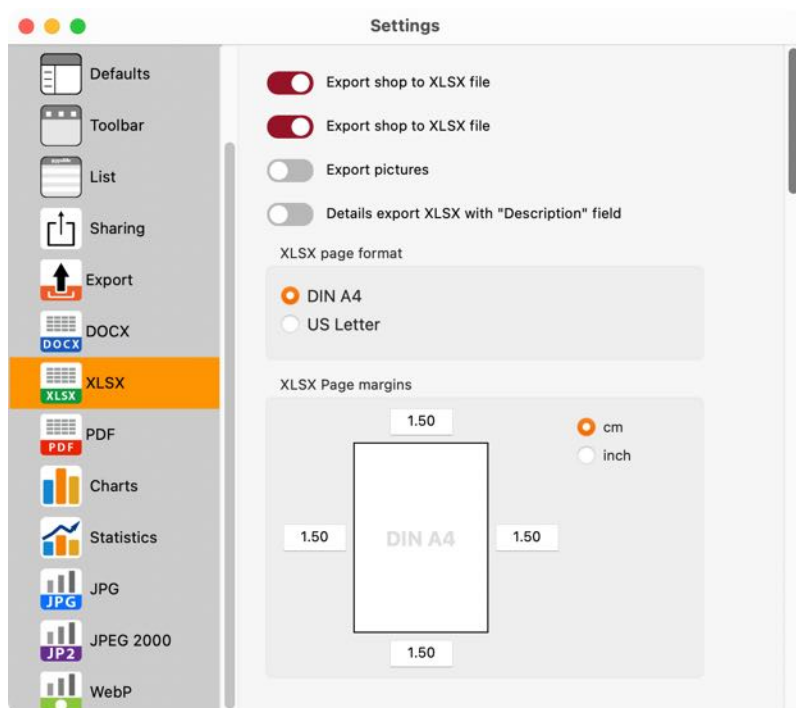 Settings
Defaults
Toolbar
List
Sharing
Export
DOCX
DOCX
XLSX
XLSX
PDF
PDF
Charts
Statistics
JPG
JPG
JPEG 2000
JP2
WebP
Export shop to XLSX file
Export shop to XLSX file
Export pictures
Details export XLSX with "Description" field
XLSX page format
DIN A4
US Letter
XLSX Page margins
1.50
cm
inch
1.50
DIN A4
1.50
1.50